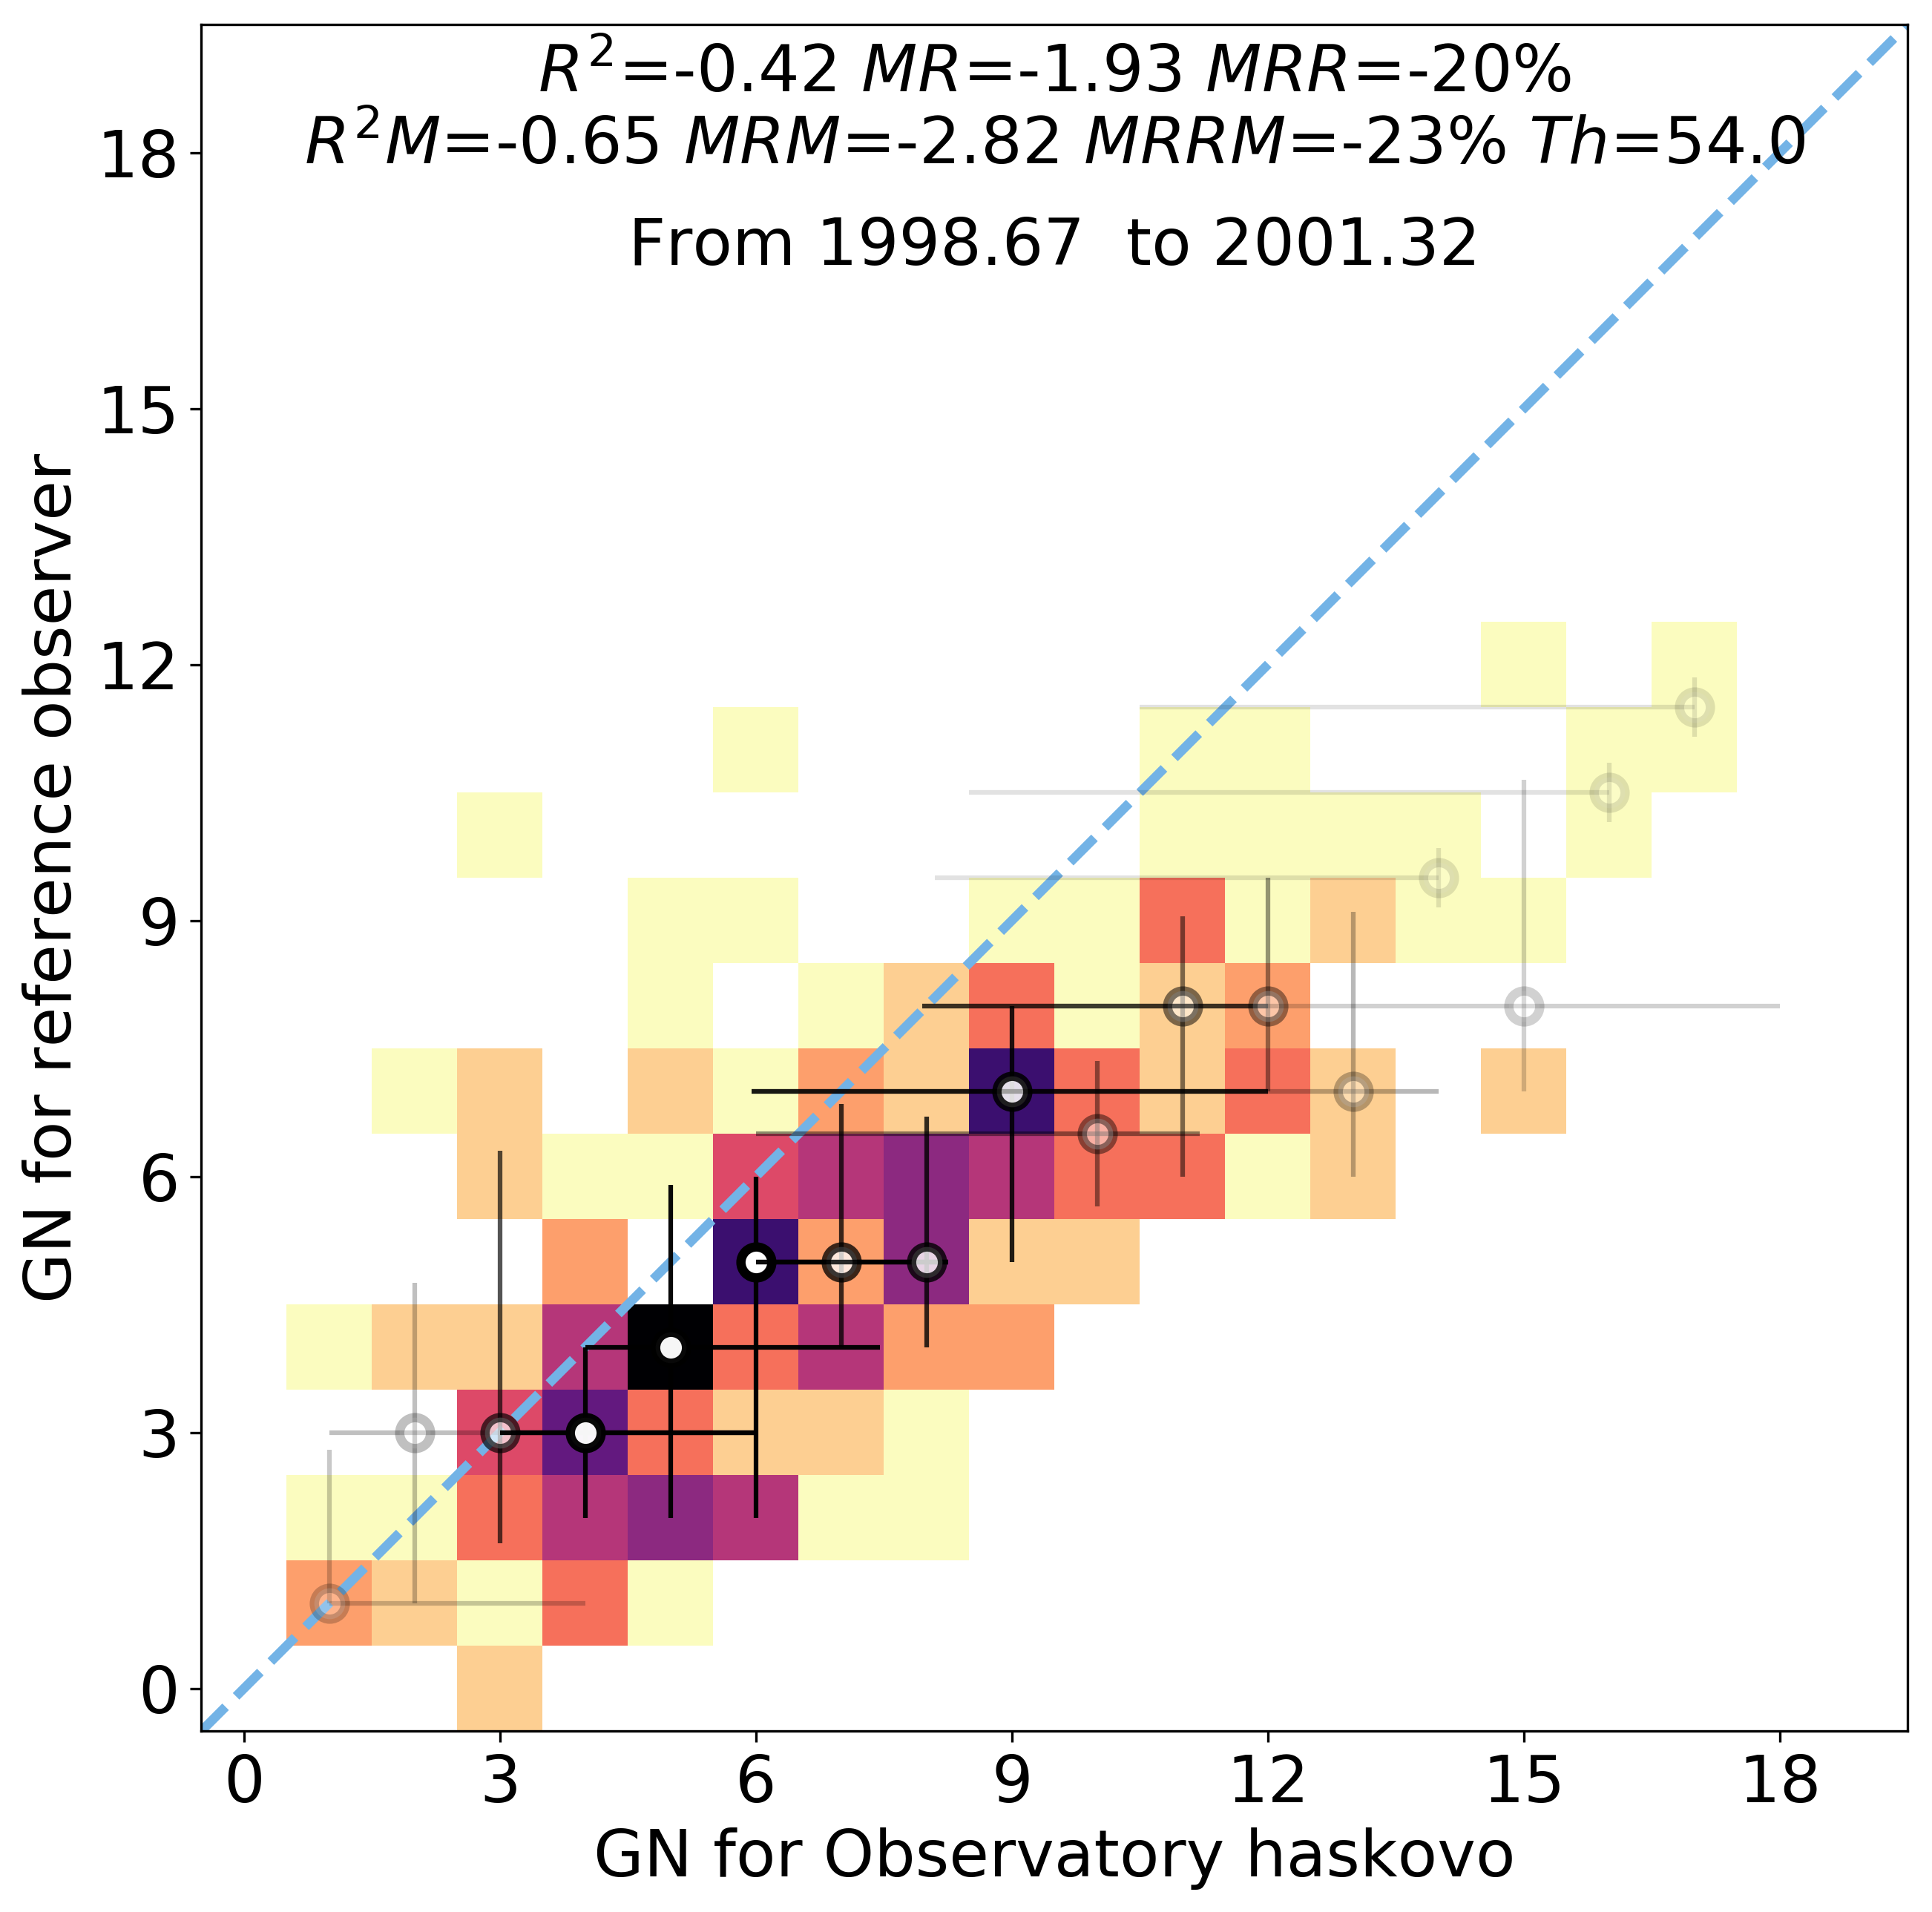 R²=-0.42 MR=-1.93 MRR=-20%
R²M=-0.65 MRM=-2.82 MRRM=-23% Th=54.0
From 1998.67 to 2001.32
GN for reference observer
18
15
12
9
6
3
0
0 3 6 9 12 15 18
GN for Observatory haskovo